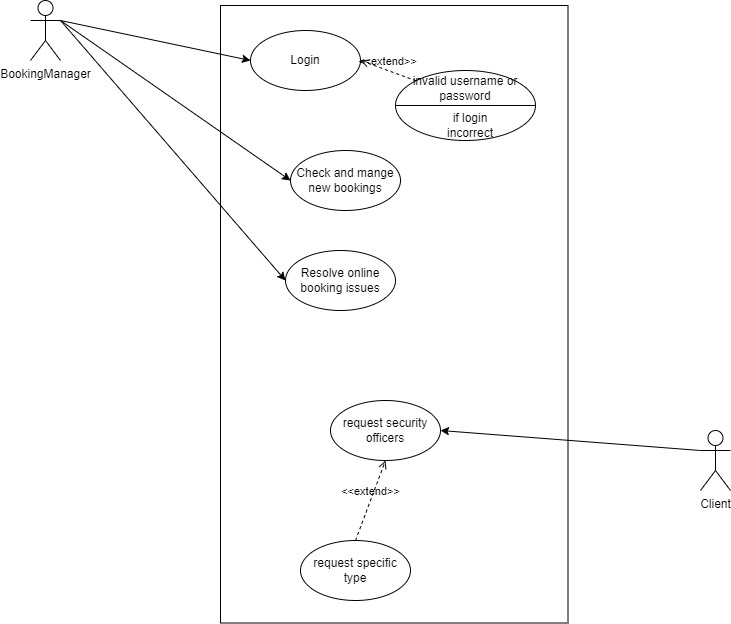 BookingManager
Login
<<extend>>
invalid username or
password
if login
incorrect
Check and mange
new bookings
Resolve online
booking issues
request security
officers
<<extend>>
Client
request specific
type